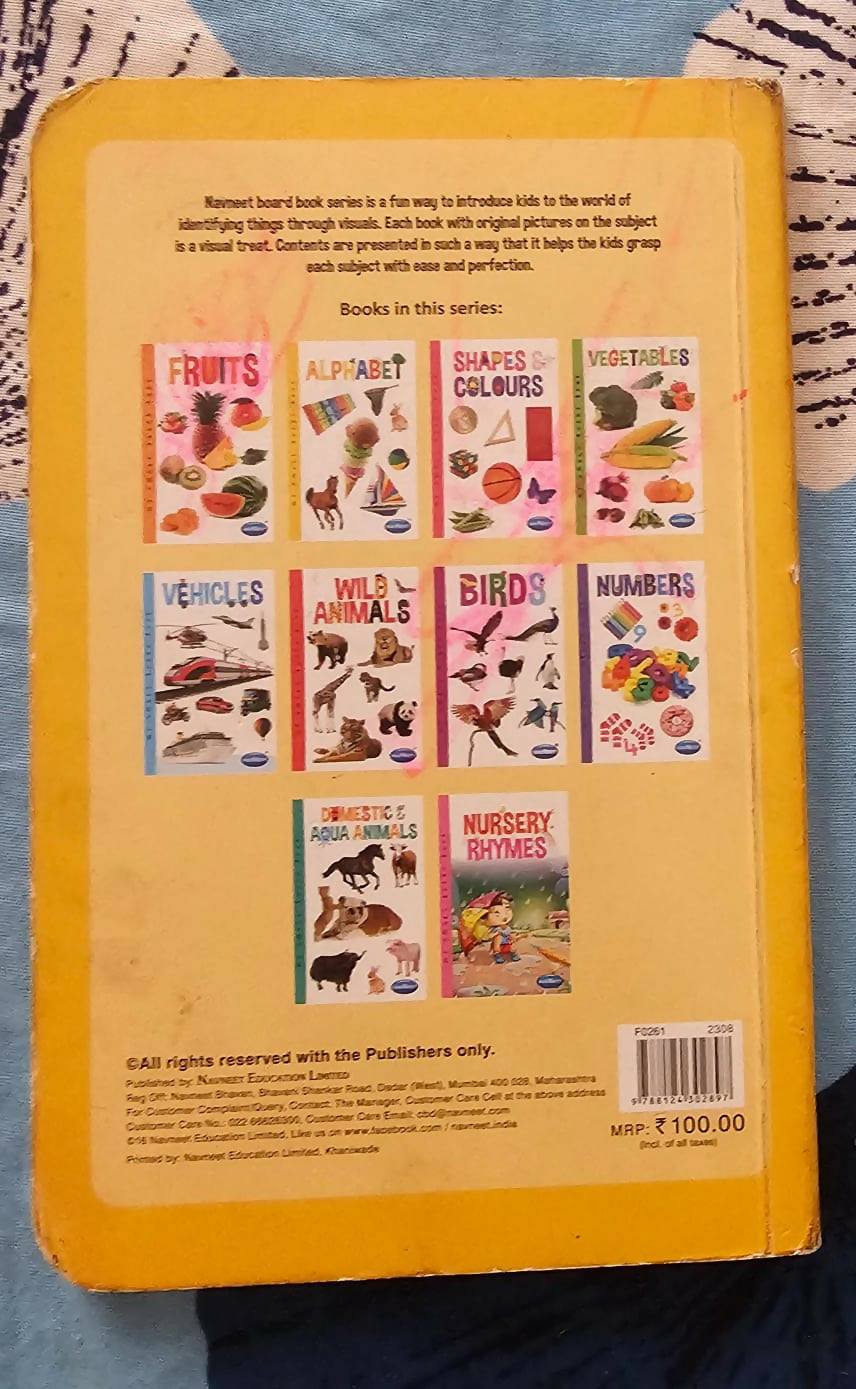 Navneet board book series is a fun way to introduce kids to the world of
identifying things through visuals. Each book with original pictures on the subject
is a visual treat. Contents are presented in such a way that it helps the kids grasp
each subject with ease and perfection.
Books in this series:
FRUITS
ALPHABET
SHAPES &
COLOURS
VEGETABLES
VEHICLES
WILD
ANIMALS
BIRDS
NUMBERS
DOMESTIC &
AQUA ANIMALS
NURSERY
RHYMES
©All rights reserved with the Publishers only.
Published by: NAVNEET EDUCATION LIMITED
Reg Off: Navneet Bhavan, Bhavani Shankar Road, Dadar (West), Mumbai 400 028, Maharashtra
For Customer Complaint/Query, Contact: The Manager, Customer Care Cell at the above address
Customer Care No.: 022 Customer Care Email: cbd@navneet.com
©16 Navneet Education Limited, Like us on www.facebook.com / navneet.india
Printed by: Navneet Education Limited, Khaniwade
F0261 2308
9 788124 302897
MRP: ₹ 100.00
(Incl. of all taxes)